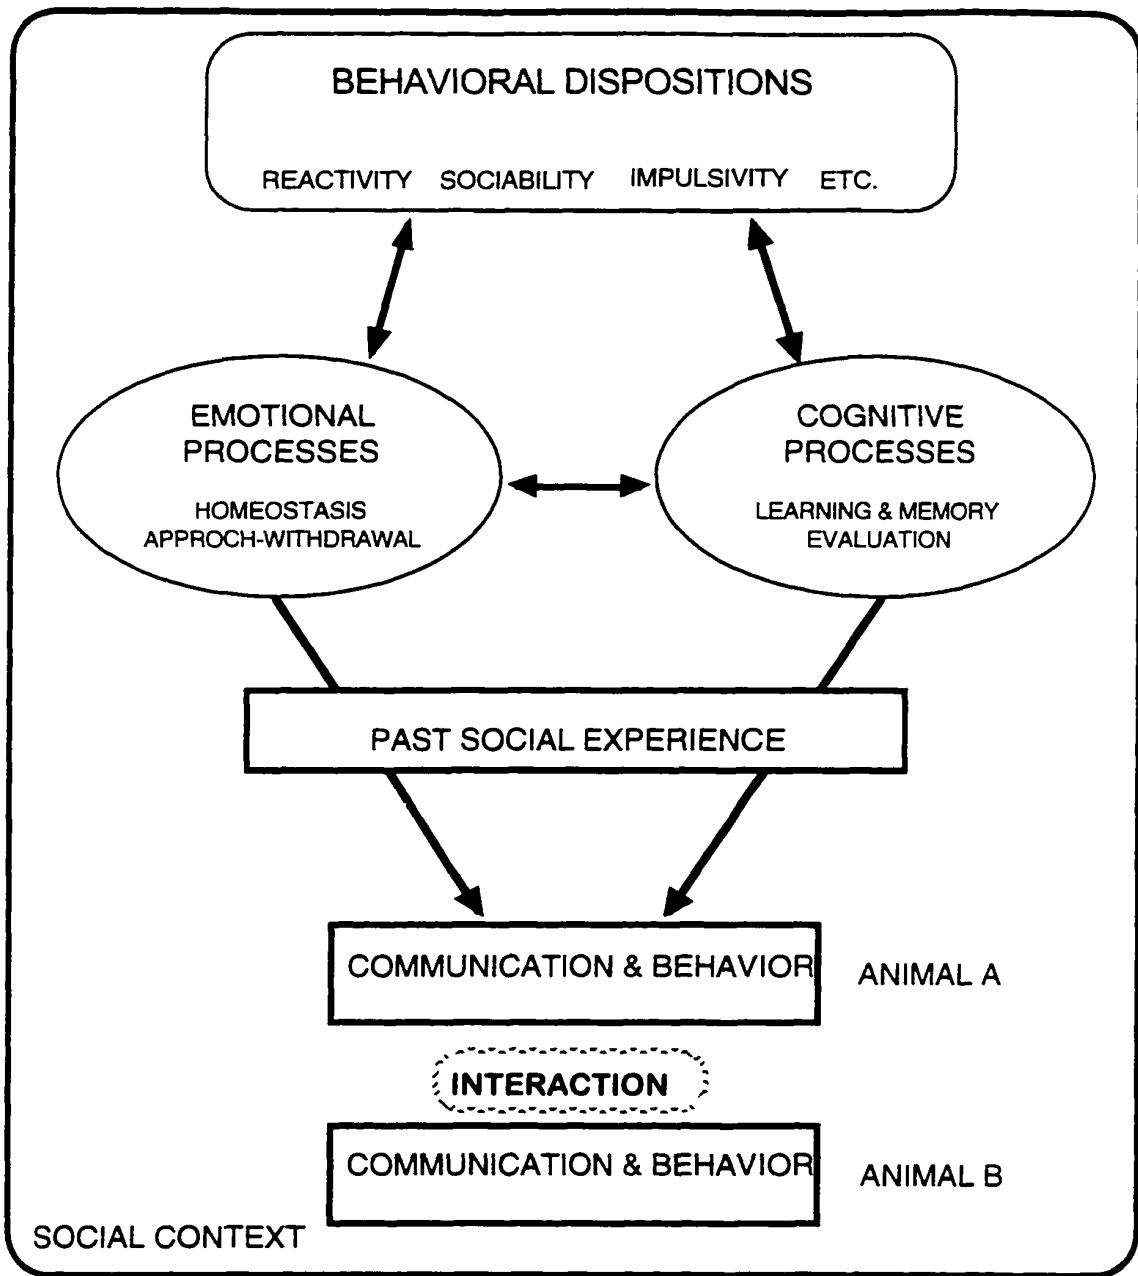 BEHAVIORAL DISPOSITIONS
REACTIVITY SOCIABILITY IMPULSIVITY ETC.
EMOTIONAL
PROCESSES
HOMEOSTASIS
APPROCH-WITHDRAWAL
COGNITIVE
PROCESSES
LEARNING & MEMORY
EVALUATION
PAST SOCIAL EXPERIENCE
COMMUNICATION & BEHAVIOR
ANIMAL A
INTERACTION
COMMUNICATION & BEHAVIOR
ANIMAL B
SOCIAL CONTEXT